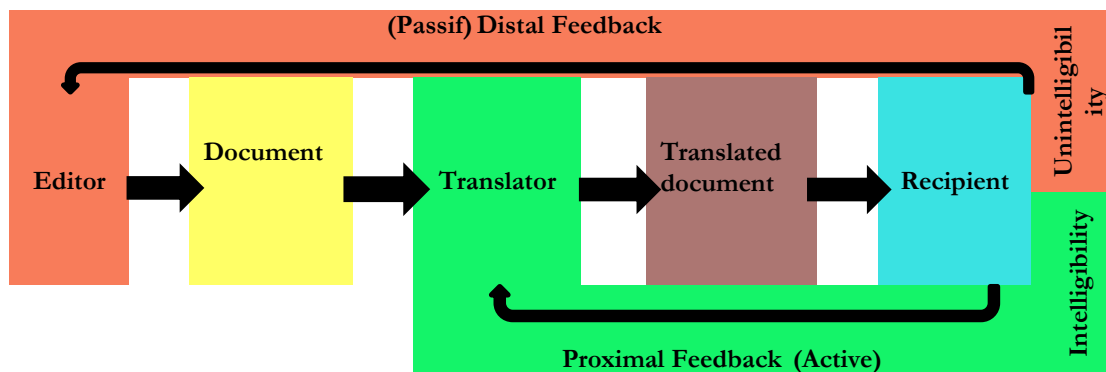 (Passif) Distal Feedback
Unintelligibil
ity
Editor
Document
Translator
Translated
document
Recipient
Intelligibility
Proximal Feedback (Active)